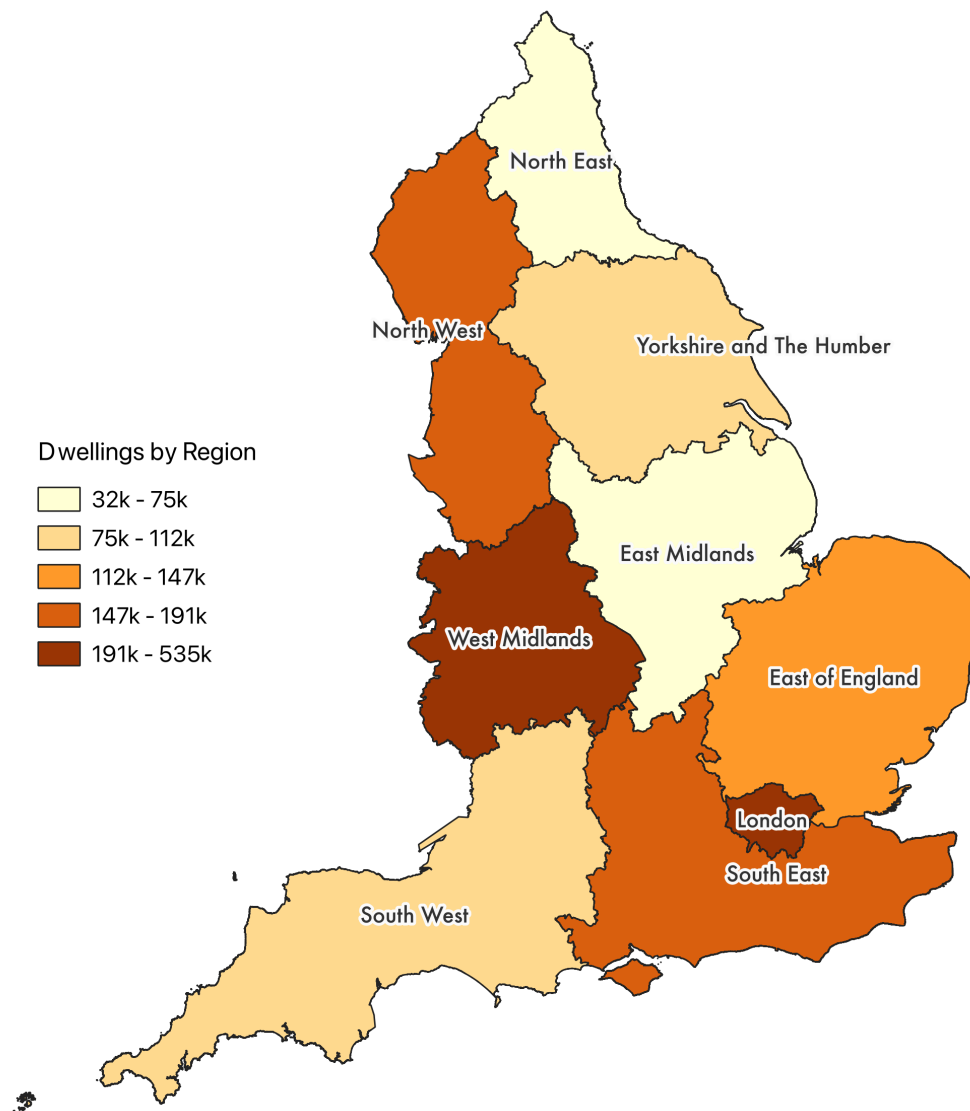 North East
North West
Yorkshire and The Humber
Dwellings by Region
32k - 75k
75k - 112k
112k - 147k
147k - 191k
191k - 535k
East Midlands
West Midlands
East of England
London
South East
South West